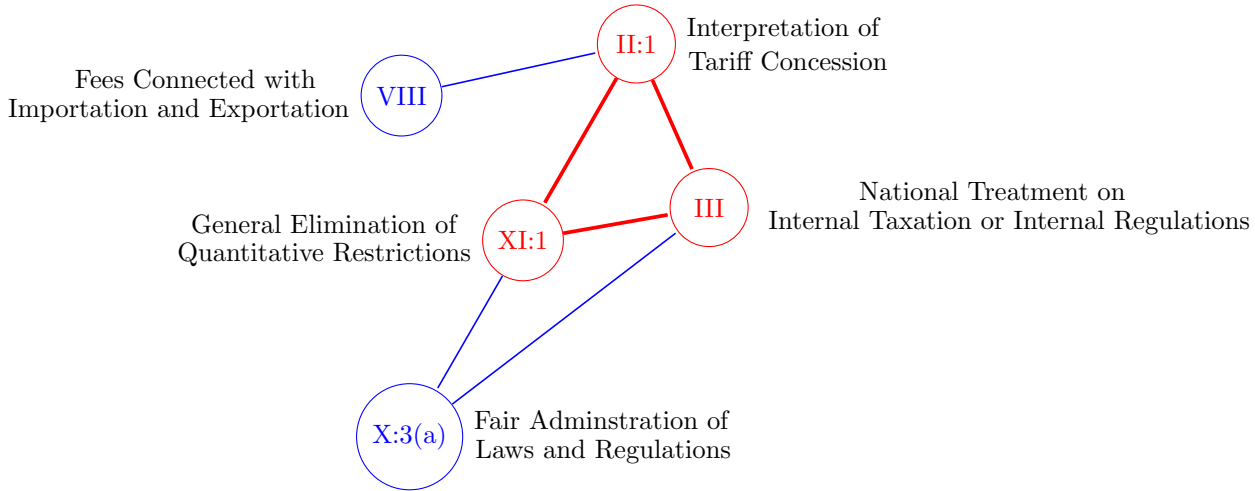 II:1
Interpretation of
Tariff Concession
Fees Connected with
Importation and Exportation
VIII
III
National Treatment on
Internal Taxation or Internal Regulations
General Elimination of
Quantitative Restrictions
XI:1
X:3(a)
Fair Adminstration of
Laws and Regulations